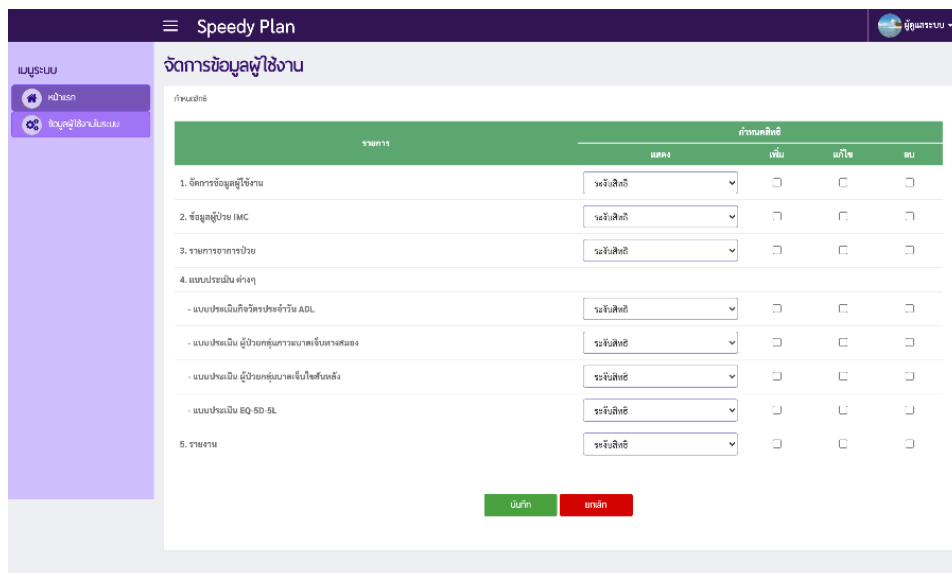 Speedy Plan
ผู้ดูแลระบบ
เมนูระบบ
หน้าแรก
ข้อมูลผู้ใช้งานในระบบ
จัดการข้อมูลผู้ใช้งาน
กำหนดสิทธิ
รายการ
กำหนดสิทธิ
แสดง เพิ่ม แก้ไข ลบ
1. จัดการข้อมูลผู้ใช้งาน ระงับสิทธิ
2. ข้อมูลผู้ป่วย IMC ระงับสิทธิ
3. รายการอาการป่วย ระงับสิทธิ
4. แบบประเมิน ต่างๆ
- แบบประเมินกิจวัตรประจำวัน ADL ระงับสิทธิ
- แบบประเมิน ผู้ป่วยกลุ่มภาวะบาดเจ็บทางสมอง ระงับสิทธิ
- แบบประเมิน ผู้ป่วยกลุ่มบาดเจ็บไขสันหลัง ระงับสิทธิ
- แบบประเมิน EQ-5D-5L ระงับสิทธิ
5. รายงาน ระงับสิทธิ
บันทึก ยกเลิก